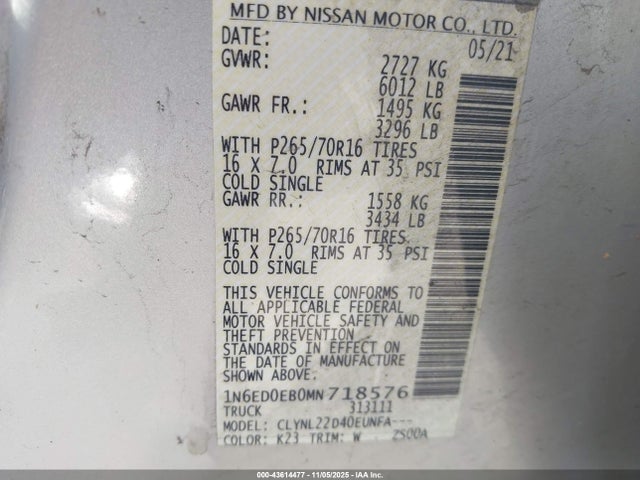 MFD BY NISSAN MOTOR CO., LTD.
DATE: 05/21
GVWR: 2727 KG
6012 LB
GAWR FR.: 1495 KG
3296 LB
WITH P265/70R16 TIRES
16 X 7.0 RIMS AT 35 PSI
COLD SINGLE
GAWR RR.: 1558 KG
3434 LB
WITH P265/70R16 TIRES
16 X 7.0 RIMS AT 35 PSI
COLD SINGLE
THIS VEHICLE CONFORMS TO
ALL APPLICABLE FEDERAL
MOTOR VEHICLE SAFETY AND
THEFT PREVENTION
STANDARDS IN EFFECT ON
THE DATE OF MANUFACTURE
SHOWN ABOVE.
1N6ED0EB0MN718576
TRUCK 313111
MODEL: CLYNL22D40EUNFA---
COLOR: K23 TRIM: W 2S00A
000-43614477 - 11/05/2025 - IAA Inc.